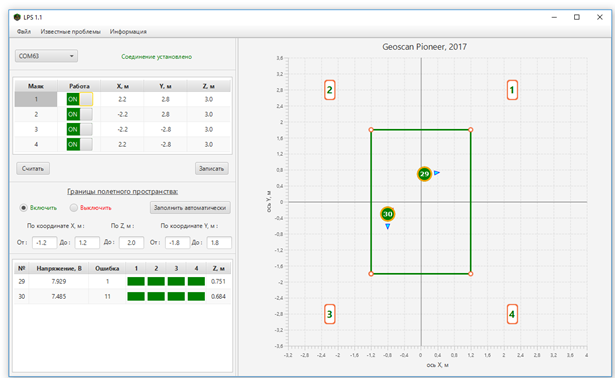 LPS 1.1
Файл Известные проблемы Информация
COM63 Соединение установлено
Маяк Работа X, м Y, м Z, м
1 ON 2.2 2.8 3.0
2 ON -2.2 2.8 3.0
3 ON -2.2 -2.8 3.0
4 ON 2.2 -2.8 3.0
Считать Записать
Границы полетного пространства:
Включить Выключить Заполнить автоматически
По координате X, м : По Z, м : По координате Y, м :
От : -1.2 До : 1.2 До : 2.0 От : -1.8 До : 1.8
№ Напряжение, В Ошибка 1 2 3 4 Z, м
29 7.929 1 0.751
30 7.485 11 0.684
Geoscan Pioneer, 2017
ось Y, м
3,6
3,2
2,8
2,4
2,0
1,6
1,2
0,8
0,4
0
-0,4
-0,8
-1,2
-1,6
-2,0
-2,4
-2,8
-3,2
-3,6
2 1
29
30
3 4
-3,2 -2,8 -2,4 -2,0 -1,6 -1,2 -0,8 -0,4 0 0,4 0,8 1,2 1,6 2,0 2,4 2,8 3,2 3,6 4
ось X, м